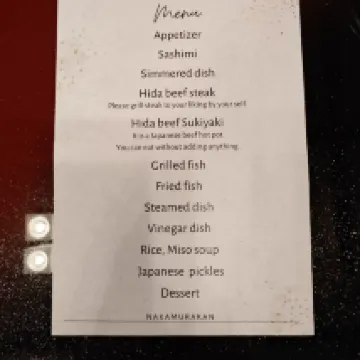 Menu
Appetizer
Sashimi
Simmered dish
Hida beef steak
Please grill steak to your liking by your self.
Hida beef Sukiyaki
It is a Japanese beef hot pot.
You can eat without adding anything.
Grilled fish
Fried fish
Steamed dish
Vinegar dish
Rice, Miso soup
Japanese pickles
Dessert
NAKAMURAKAN